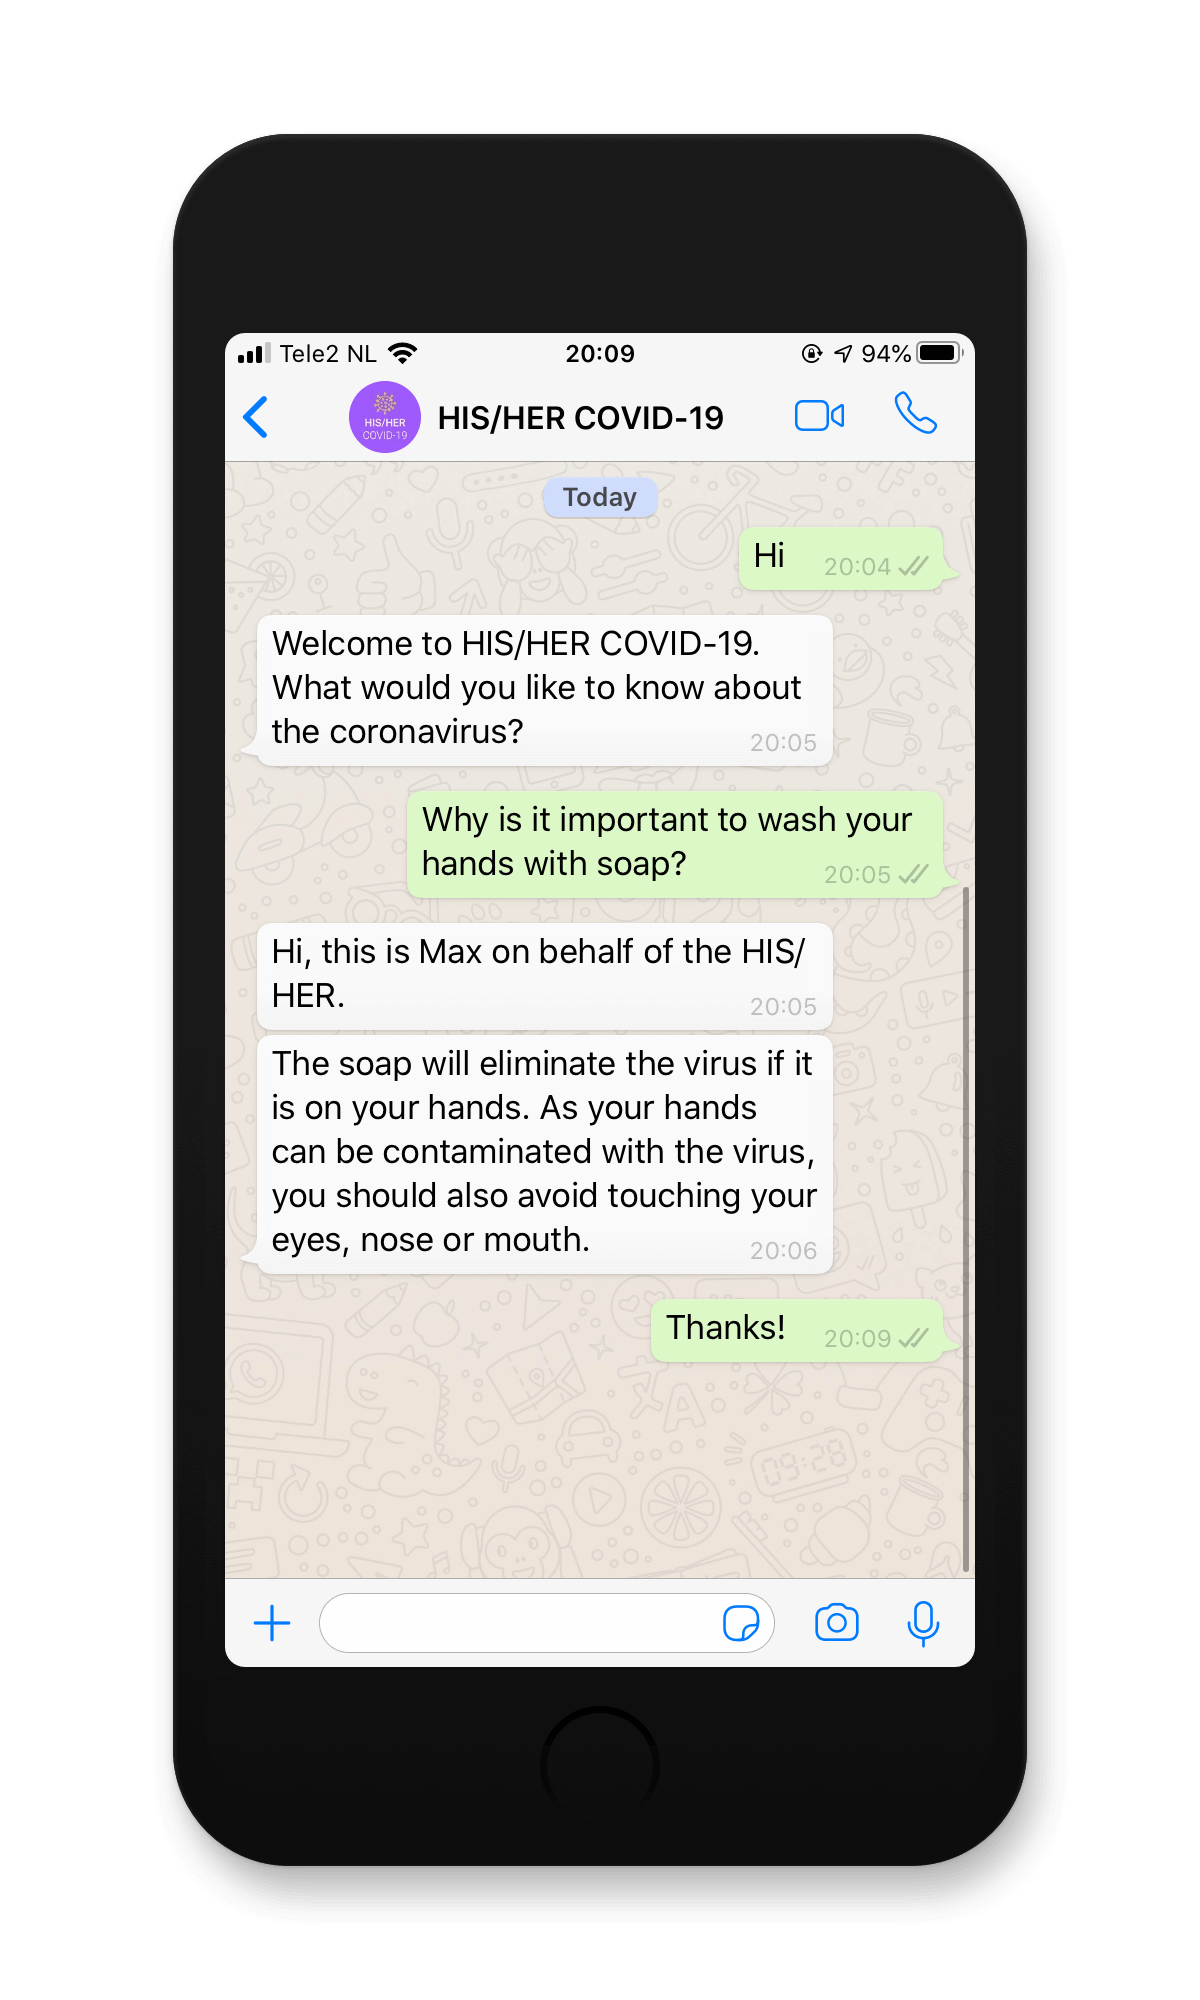 Tele2 NL
20:09
94%
HIS/HER
COVID-19
HIS/HER COVID-19
Today
Hi
20:04
Welcome to HIS/HER COVID-19.
What would you like to know about
the coronavirus?
20:05
Why is it important to wash your
hands with soap?
20:05
Hi, this is Max on behalf of the HIS/
HER.
20:05
The soap will eliminate the virus if it
is on your hands. As your hands
can be contaminated with the virus,
you should also avoid touching your
eyes, nose or mouth.
20:06
Thanks!
20:09
XA
09:28